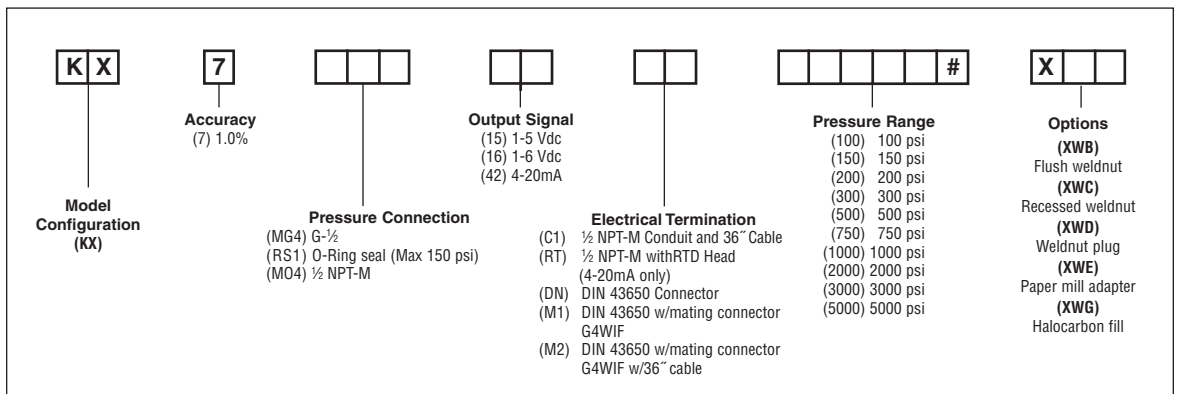 K X 7 # X
Accuracy
(7) 1.0%
Model
Configuration
(KX)
Pressure Connection
(MG4) G-½
(RS1) O-Ring seal (Max 150 psi)
(MO4) ½ NPT-M
Output Signal
(15) 1-5 Vdc
(16) 1-6 Vdc
(42) 4-20mA
Electrical Termination
(C1) ½ NPT-M Conduit and 36˝ Cable
(RT) ½ NPT-M withRTD Head
(4-20mA only)
(DN) DIN 43650 Connector
(M1) DIN 43650 w/mating connector
G4WIF
(M2) DIN 43650 w/mating connector
G4WIF w/36˝ cable
Pressure Range
(100) 100 psi
(150) 150 psi
(200) 200 psi
(300) 300 psi
(500) 500 psi
(750) 750 psi
(1000) 1000 psi
(2000) 2000 psi
(3000) 3000 psi
(5000) 5000 psi
Options
(XWB)
Flush weldnut
(XWC)
Recessed weldnut
(XWD)
Weldnut plug
(XWE)
Paper mill adapter
(XWG)
Halocarbon fill